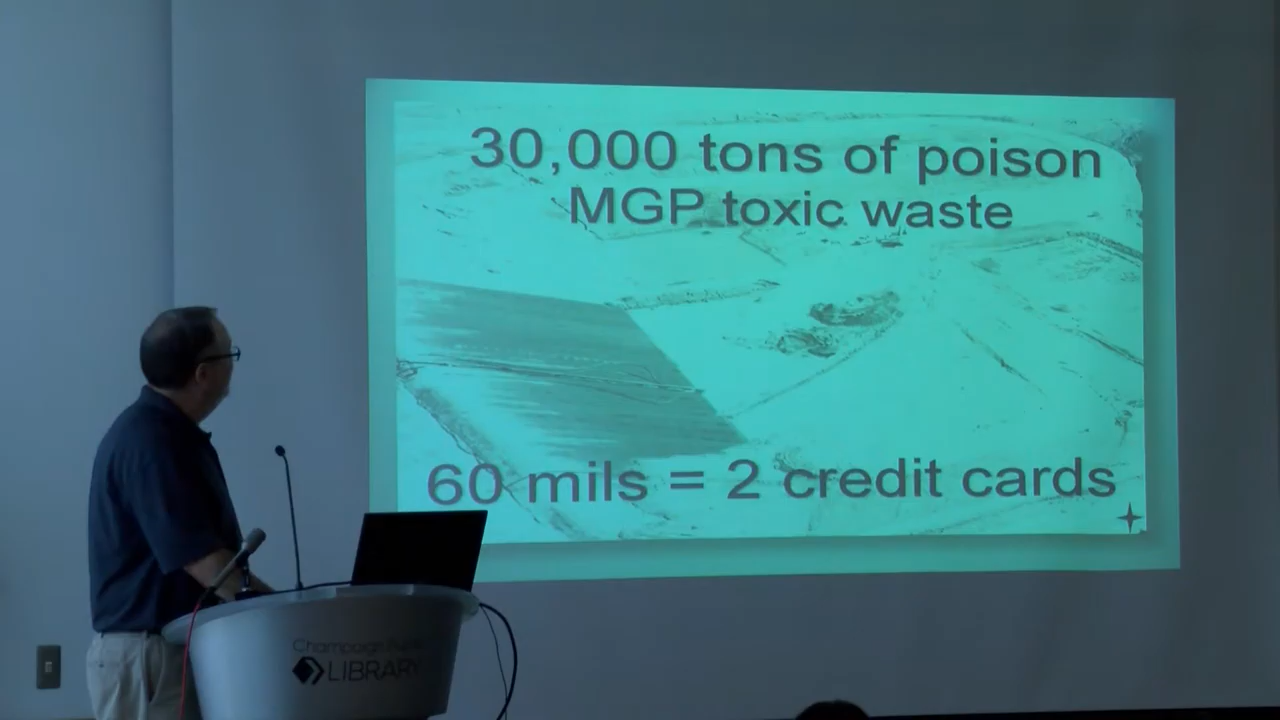 30,000 tons of poison
MGP toxic waste
60 mils = 2 credit cards
Champaign Public
LIBRARY